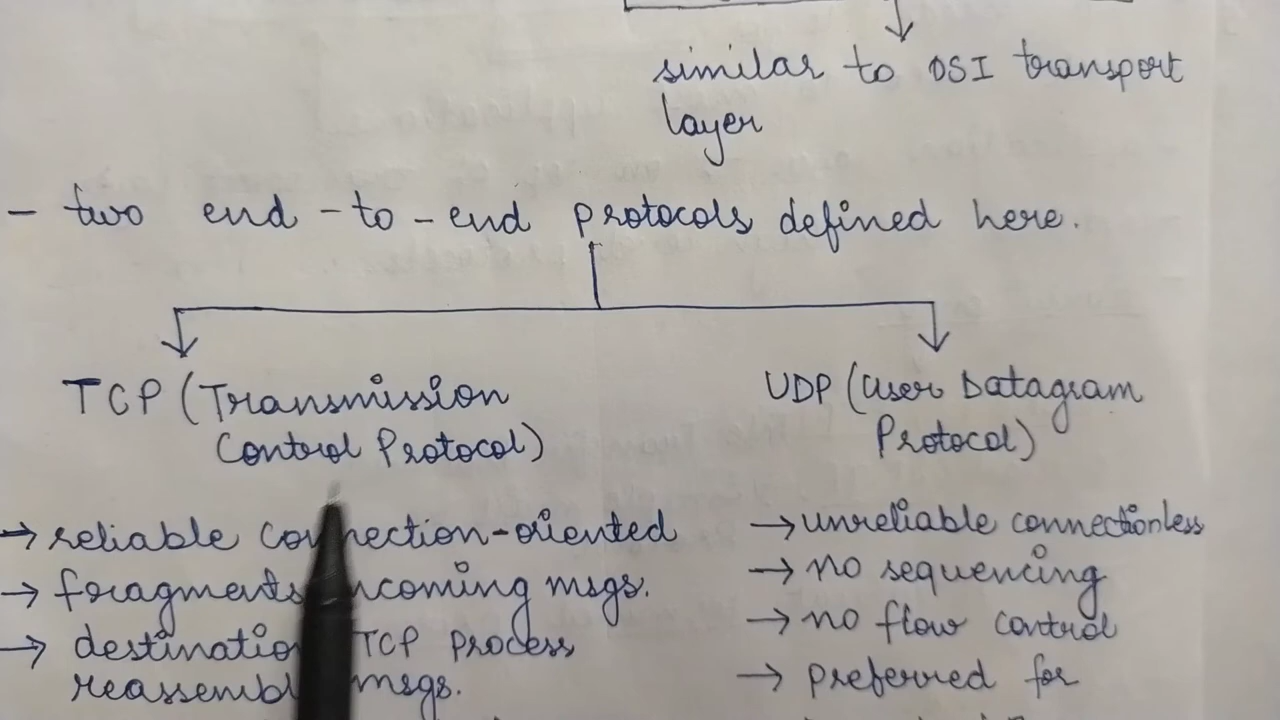 similar to OSI transport
layer
- two end-to-end protocols defined here.
TCP (Transmission
Control Protocol)
→ reliable connection-oriented
→ fragments incoming msgs.
→ destination TCP process
msgs.
UDP (User Datagram
Protocol)
→ unreliable connectionless
→ no sequencing
→ no flow control
→ preferred for